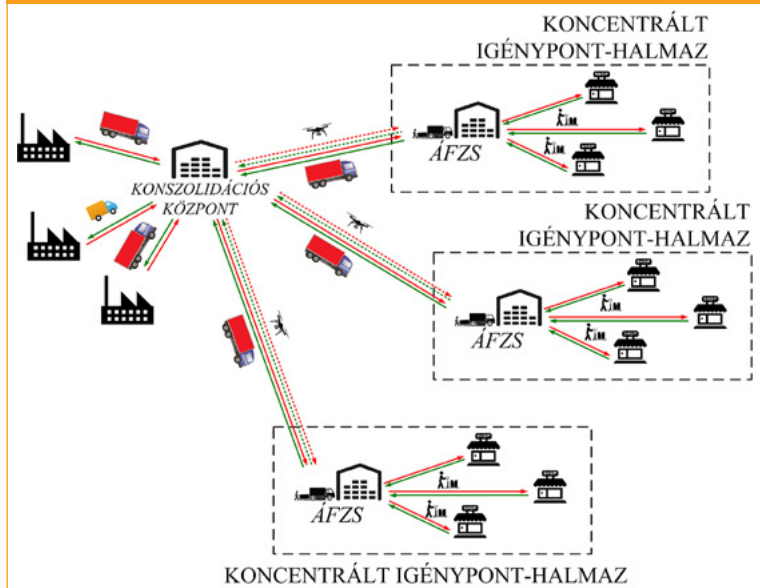 KONCENTRÁLT
IGÉNYPONT-HALMAZ
ÁFZS
KONSZOLIDÁCIÓS
KÖZPONT
KONCENTRÁLT
IGÉNYPONT-HALMAZ
ÁFZS
ÁFZS
KONCENTRÁLT IGÉNYPONT-HALMAZ